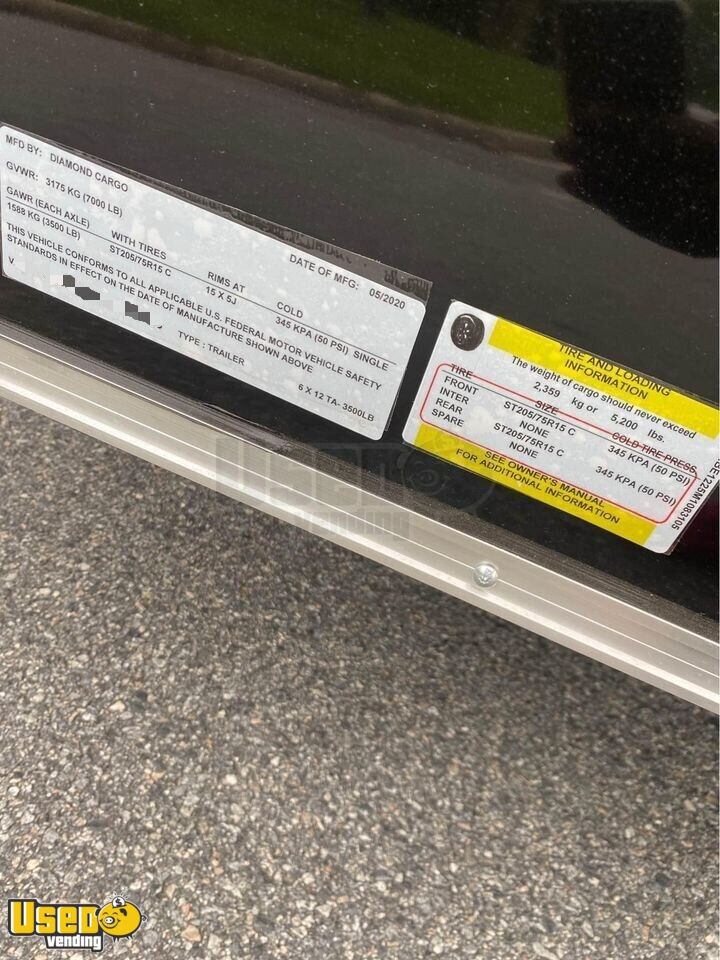 MFD BY: DIAMOND CARGO
DATE OF MFG: 05/2020
GVWR: 3175 KG (7000 LB)
GAWR (EACH AXLE) WITH TIRES RIMS AT COLD
1588 KG (3500 LB) ST205/75R15 C 15 X 5J 345 KPA (50 PSI) SINGLE
THIS VEHICLE CONFORMS TO ALL APPLICABLE U.S. FEDERAL MOTOR VEHICLE SAFETY
STANDARDS IN EFFECT ON THE DATE OF MANUFACTURE SHOWN ABOVE
V
TYPE: TRAILER
6 X 12 TA- 3500LB
TIRE AND LOADING
INFORMATION
The weight of cargo should never exceed
2,359 kg or 5,200 lbs.
TIRE SIZE COLD TIRE PRESS
FRONT ST205/75R15 C 345 KPA (50 PSI)
INTER NONE
REAR ST205/75R15 C 345 KPA (50 PSI)
SPARE NONE
SEE OWNER'S MANUAL
FOR ADDITIONAL INFORMATION
E1225M1083105
Used
vending
USED
vending